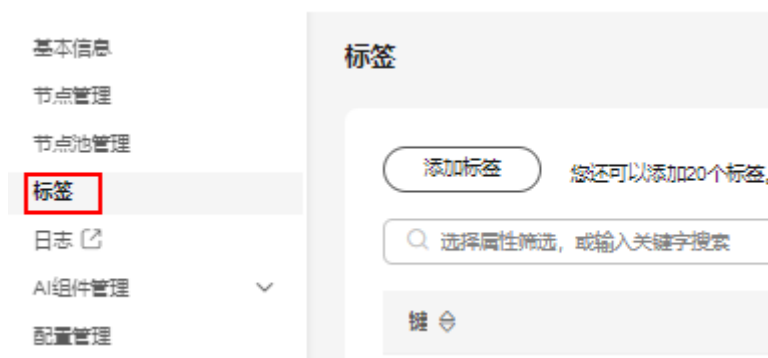 基本信息
节点管理
节点池管理
标签
日志
AI组件管理
配置管理
标签
添加标签
您还可以添加20个标签,
选择属性筛选，或输入关键字搜索
键